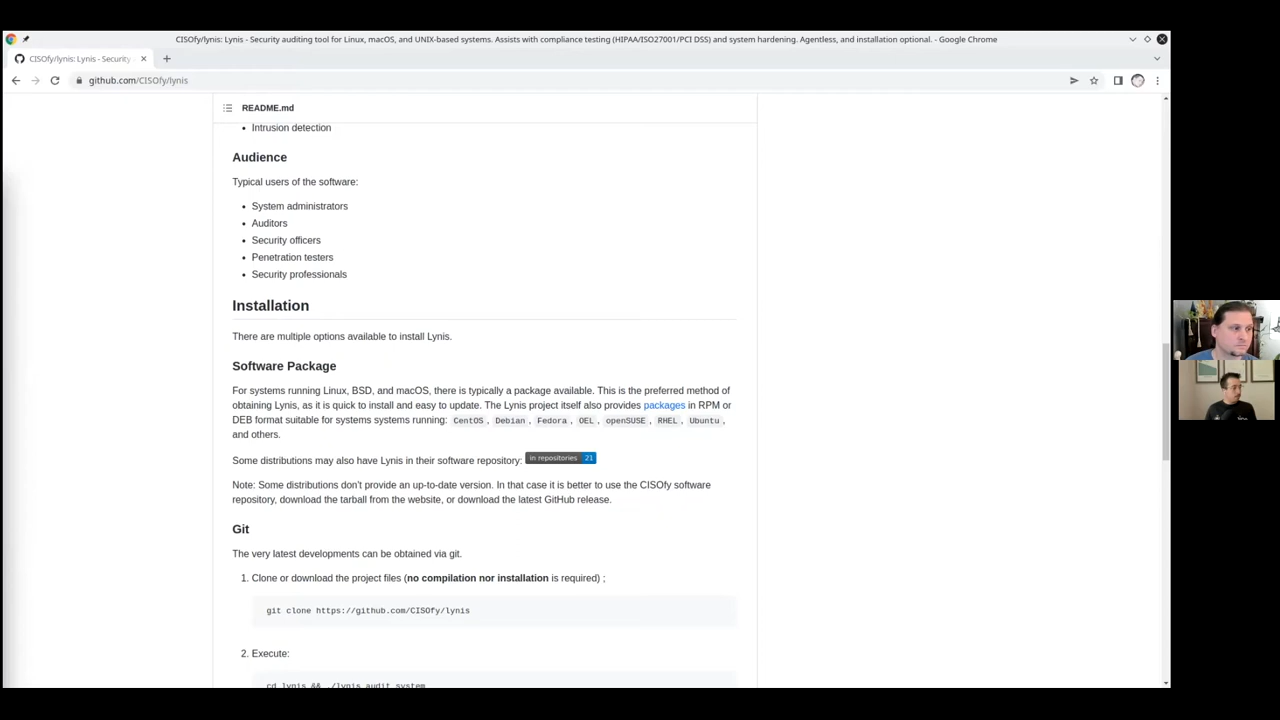 CISOfy/lynis: Lynis - Security auditing tool for Linux, macOS, and UNIX-based systems. Assists with compliance testing (HIPAA/ISO27001/PCI DSS) and system hardening. Agentless, and installation optional. - Google Chrome
CISOfy/lynis: Lynis - Security
github.com/CISOfy/lynis
README.md
• Intrusion detection
Audience
Typical users of the software:
• System administrators
• Auditors
• Security officers
• Penetration testers
• Security professionals
Installation
There are multiple options available to install Lynis.
Software Package
For systems running Linux, BSD, and macOS, there is typically a package available. This is the preferred method of
obtaining Lynis, as it is quick to install and easy to update. The Lynis project itself also provides packages in RPM or
DEB format suitable for systems systems running: CentOS, Debian, Fedora, OEL, openSUSE, RHEL, Ubuntu,
and others.
Some distributions may also have Lynis in their software repository: in repositories 21
Note: Some distributions don't provide an up-to-date version. In that case it is better to use the CISOfy software
repository, download the tarball from the website, or download the latest GitHub release.
Git
The very latest developments can be obtained via git.
1. Clone or download the project files (no compilation nor installation is required) ;
git clone https://github.com/CISOfy/lynis
2. Execute:
cd lynis && ./lynis audit system